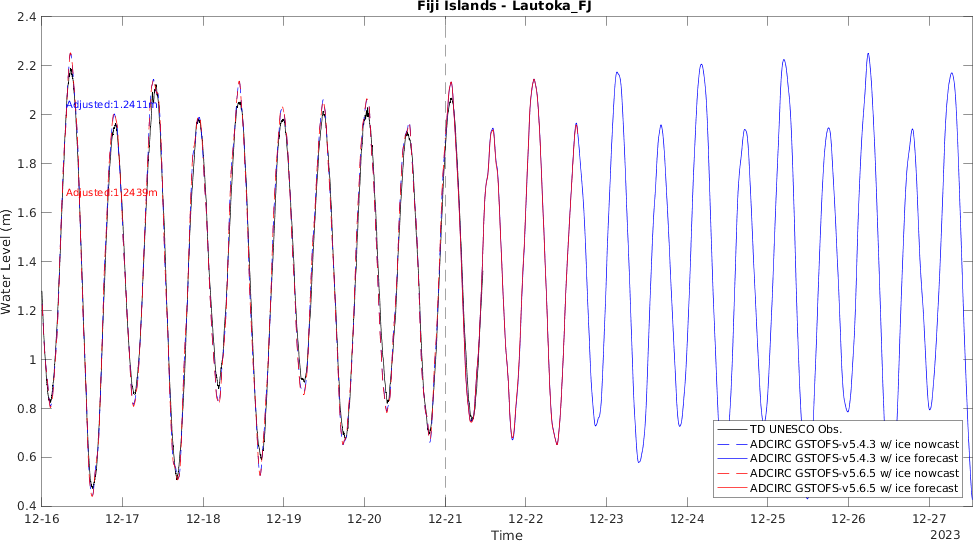 Fiji Islands - Lautoka_FJ
2.4
2.2
2
1.8
1.6
1.4
1.2
1
0.8
0.6
0.4
Water Level (m)
Adjusted:1.2411m
Adjusted:1.2439m
TD UNESCO Obs.
ADCIRC GSTOFS-v5.4.3 w/ ice nowcast
ADCIRC GSTOFS-v5.4.3 w/ ice forecast
ADCIRC GSTOFS-v5.6.5 w/ ice nowcast
ADCIRC GSTOFS-v5.6.5 w/ ice forecast
12-16 12-17 12-18 12-19 12-20 12-21 12-22 12-23 12-24 12-25 12-26 12-27
Time
2023